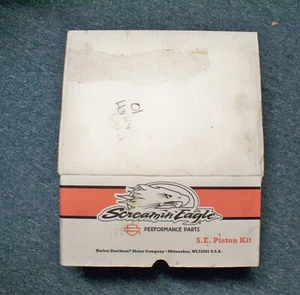 Screamin' Eagle
PERFORMANCE PARTS
S.E. Piston Kit
Harley-Davidson Motor Company • Milwaukee, WI 53201 U.S.A.